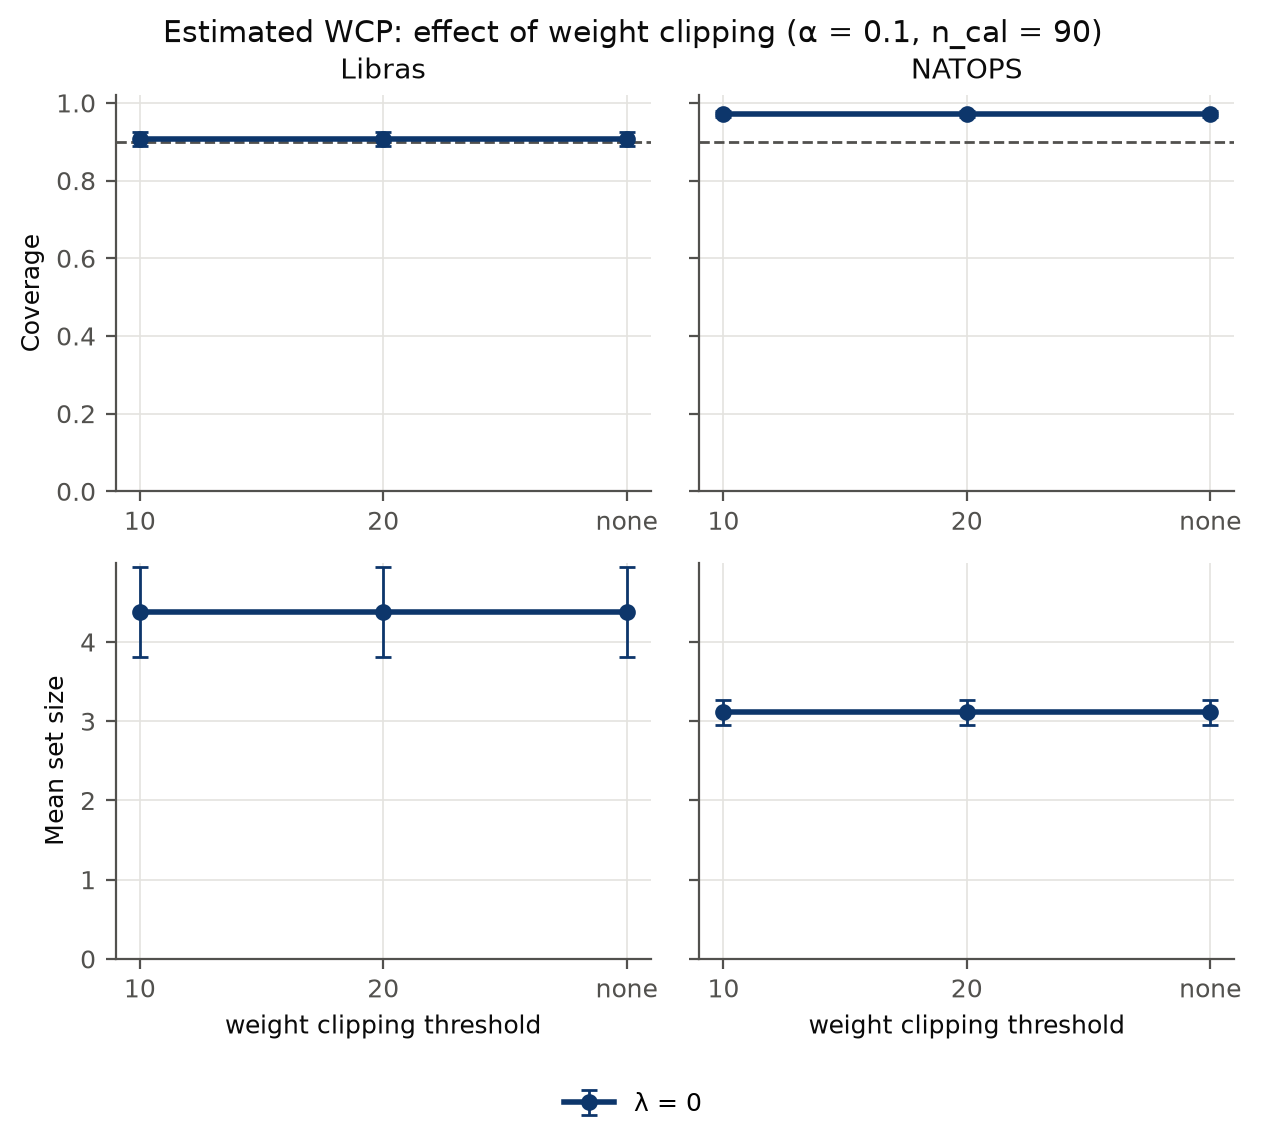 Estimated WCP: effect of weight clipping (α = 0.1, n_cal = 90)
Libras
NATOPS
Coverage
1.0
0.8
0.6
0.4
0.2
0.0
10
20
none
10
20
none
Mean set size
4
3
2
1
0
10
20
none
10
20
none
weight clipping threshold
weight clipping threshold
λ = 0